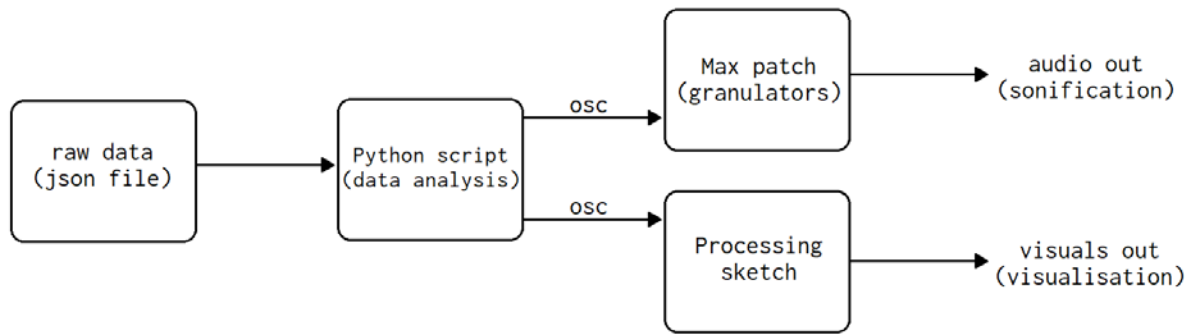 raw data
(json file)
Python script
(data analysis)
osc
osc
Max patch
(granulators)
audio out
(sonification)
Processing
sketch
visuals out
(visualisation)